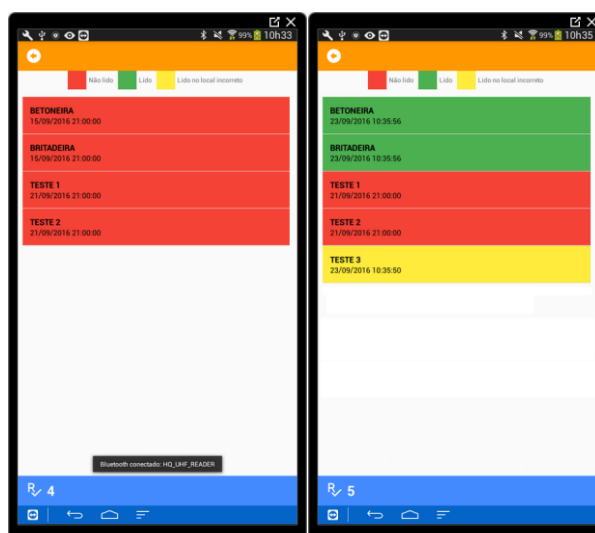 99% 10h33
Não lido Lido Lido no local incorreto
BETONEIRA
15/09/2016 21:00:00
BRITADEIRA
15/09/2016 21:00:00
TESTE 1
21/09/2016 21:00:00
TESTE 2
21/09/2016 21:00:00
Bluetooth conectado: HQ_UHF_READER
4
99% 10h35
Não lido Lido Lido no local incorreto
BETONEIRA
23/09/2016 10:35:56
BRITADEIRA
23/09/2016 10:35:56
TESTE 1
21/09/2016 21:00:00
TESTE 2
21/09/2016 21:00:00
TESTE 3
23/09/2016 10:35:50
5